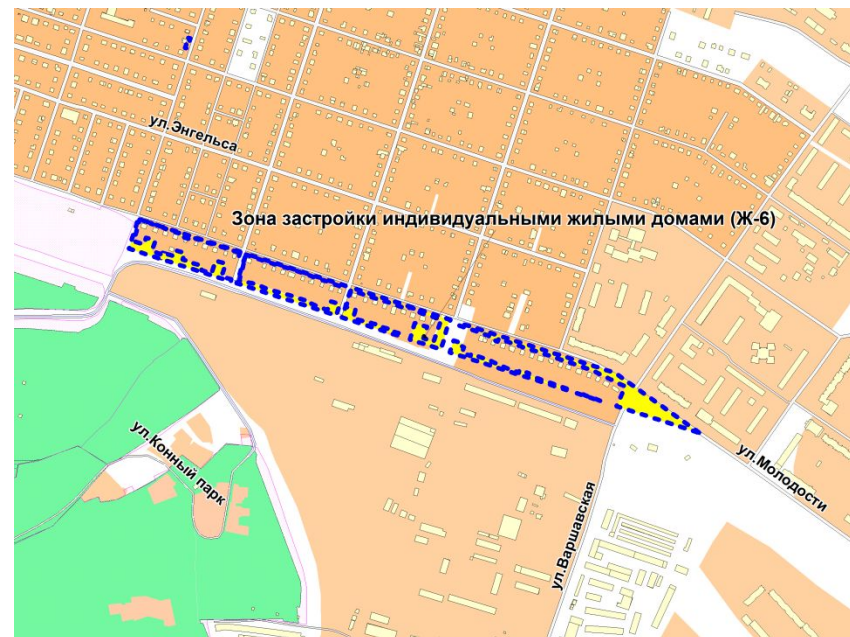 ул.Энгельса
Зона застройки индивидуальными жилыми домами (Ж-6)
ул.Конный парк
ул.Варшавская
ул.Молодости